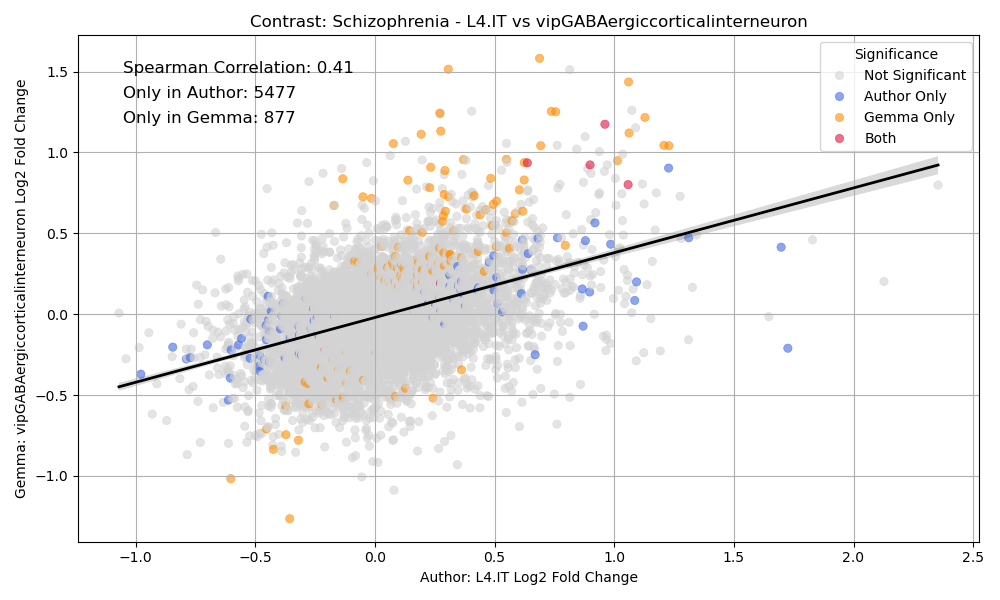 Contrast: Schizophrenia - L4.IT vs vipGABAergiccorticalinterneuron
Spearman Correlation: 0.41
Only in Author: 5477
Only in Gemma: 877
Significance
Not Significant
Author Only
Gemma Only
Both
Gemma: vipGABAergiccorticalinterneuron Log2 Fold Change
1.5
1.0
0.5
0.0
−0.5
−1.0
−1.0 −0.5 0.0 0.5 1.0 1.5 2.0 2.5
Author: L4.IT Log2 Fold Change